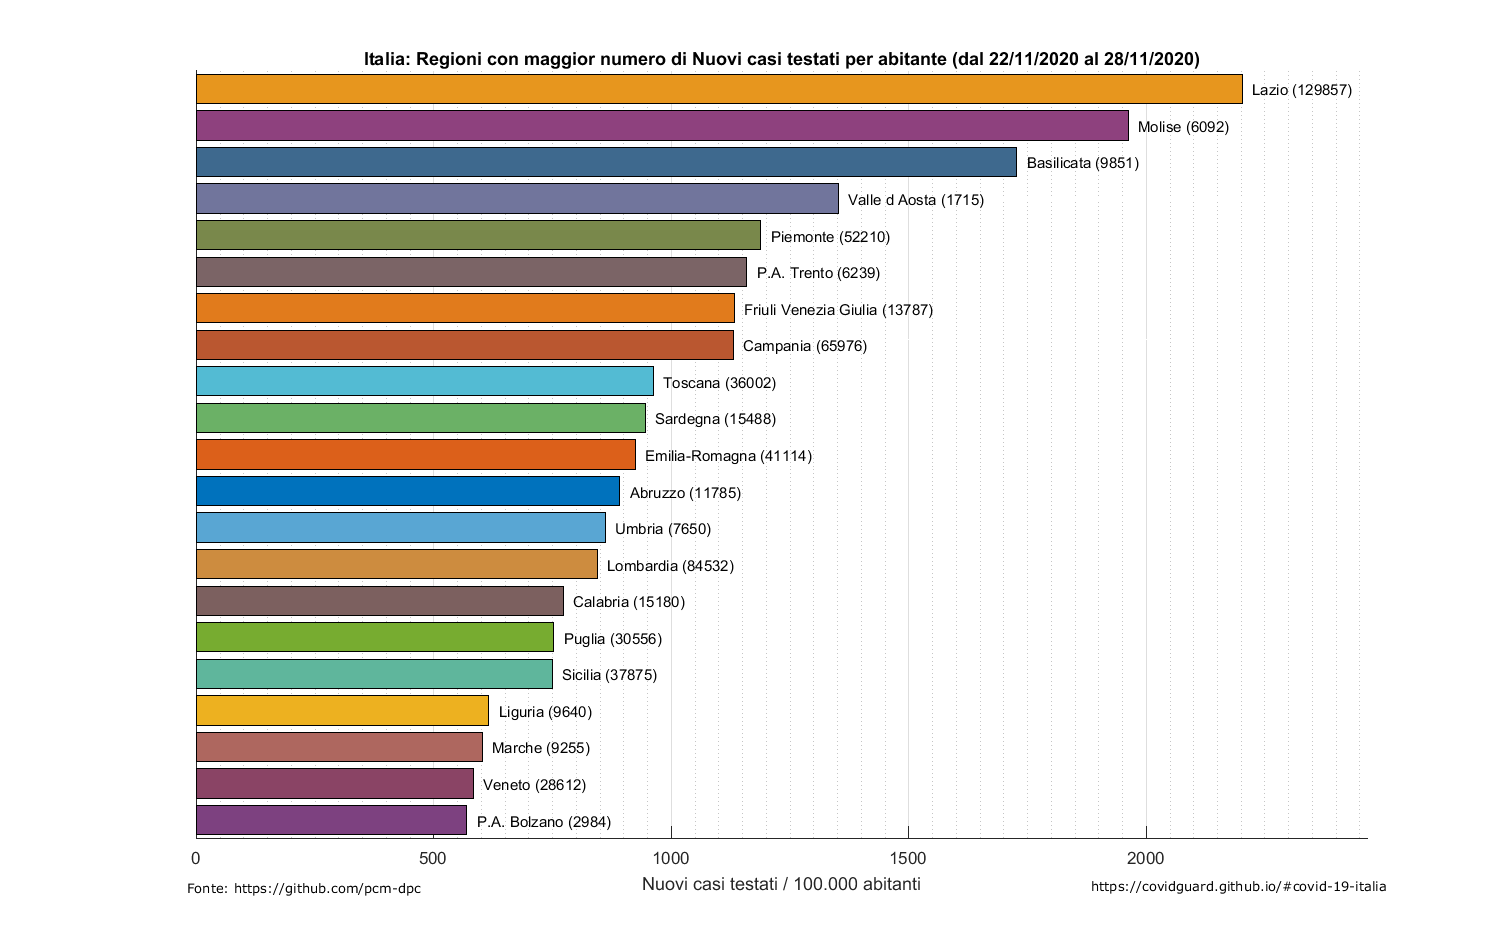 Italia: Regioni con maggior numero di Nuovi casi testati per abitante (dal 22/11/2020 al 28/11/2020)
Lazio (129857)
Molise (6092)
Basilicata (9851)
Valle d Aosta (1715)
Piemonte (52210)
P.A. Trento (6239)
Friuli Venezia Giulia (13787)
Campania (65976)
Toscana (36002)
Sardegna (15488)
Emilia-Romagna (41114)
Abruzzo (11785)
Umbria (7650)
Lombardia (84532)
Calabria (15180)
Puglia (30556)
Sicilia (37875)
Liguria (9640)
Marche (9255)
Veneto (28612)
P.A. Bolzano (2984)
0 500 1000 1500 2000
Nuovi casi testati / 100.000 abitanti
Fonte: https://github.com/pcm-dpc
https://covidguard.github.io/#covid-19-italia